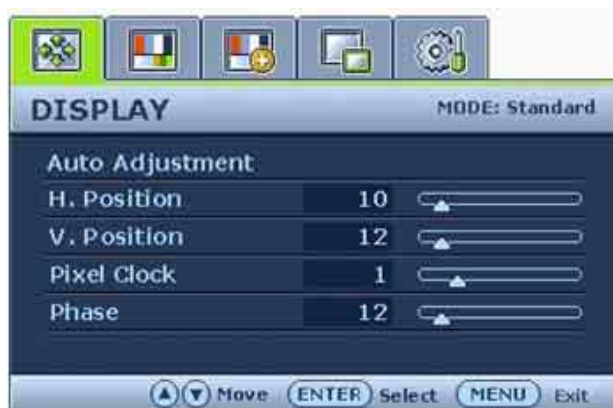 DISPLAY MODE: Standard
Auto Adjustment
H. Position 10
V. Position 12
Pixel Clock 1
Phase 12
Move ENTER Select MENU Exit